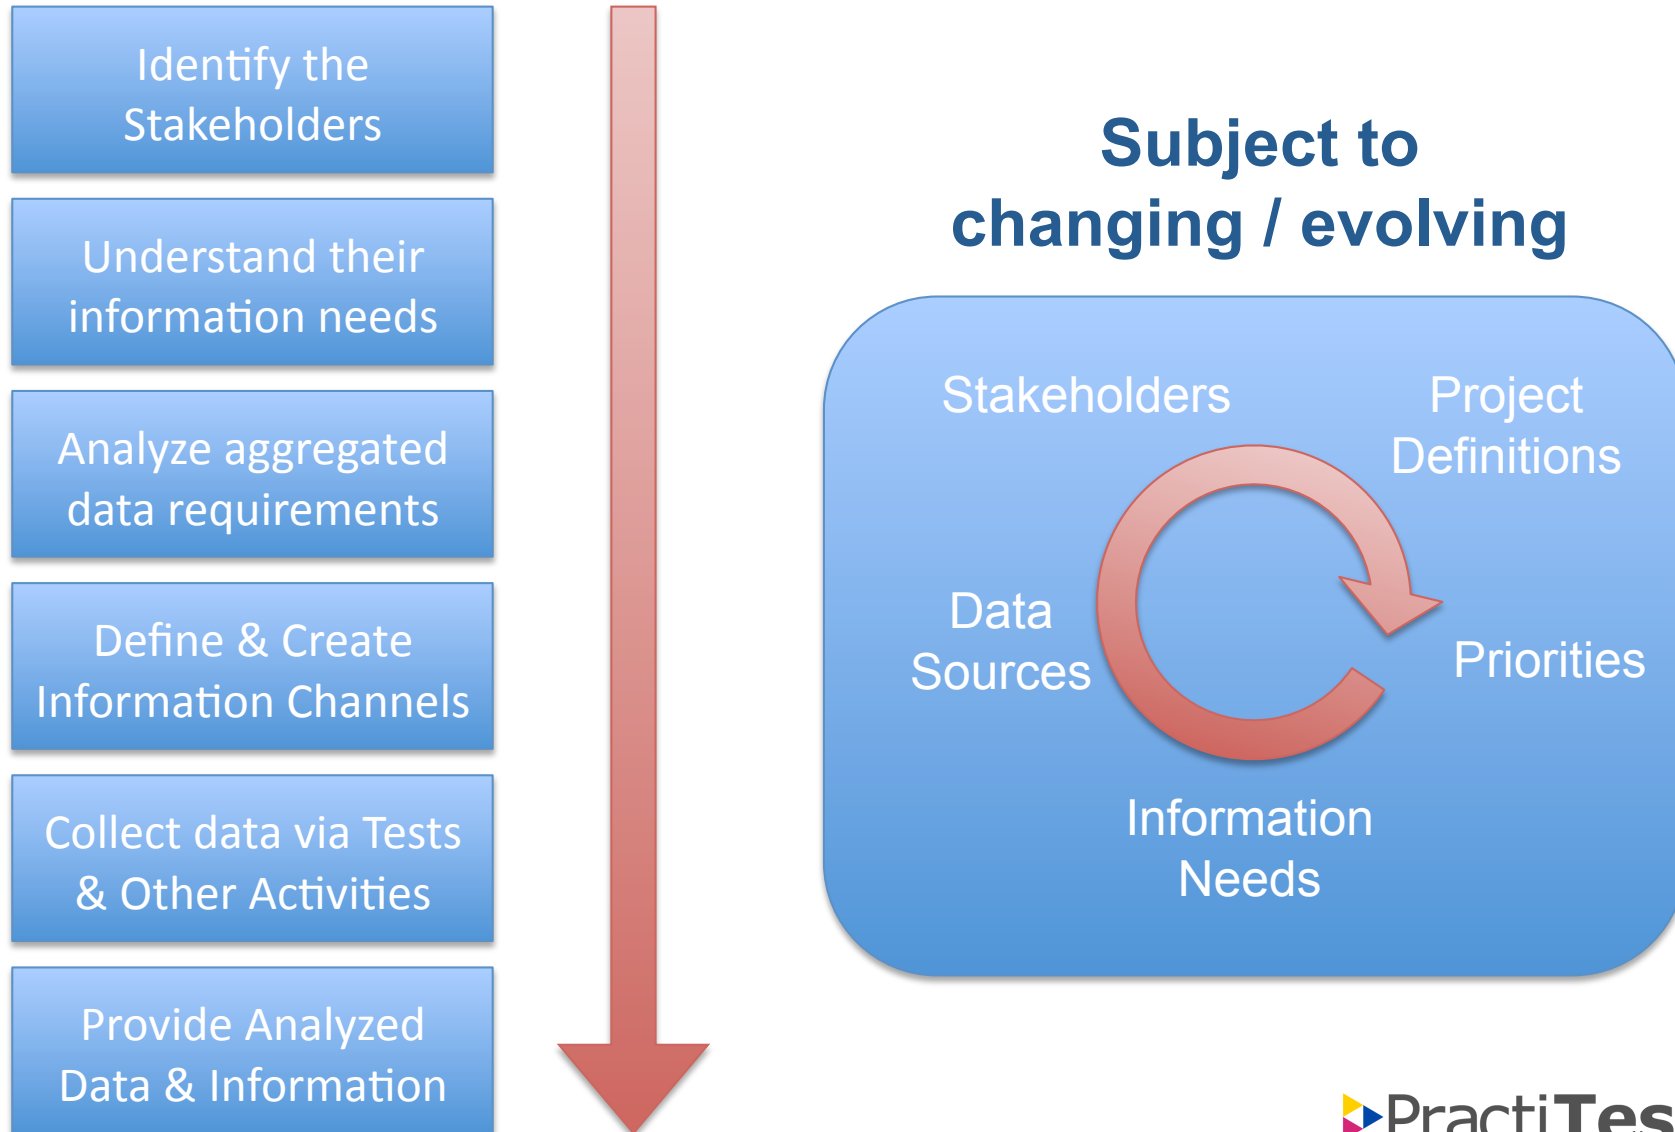 Identify the
Stakeholders
Understand their
information needs
Analyze aggregated
data requirements
Define & Create
Information Channels
Collect data via Tests
& Other Activities
Provide Analyzed
Data & Information
Subject to
changing / evolving
Stakeholders
Project
Definitions
Data
Sources
Priorities
Information
Needs
PractiTes